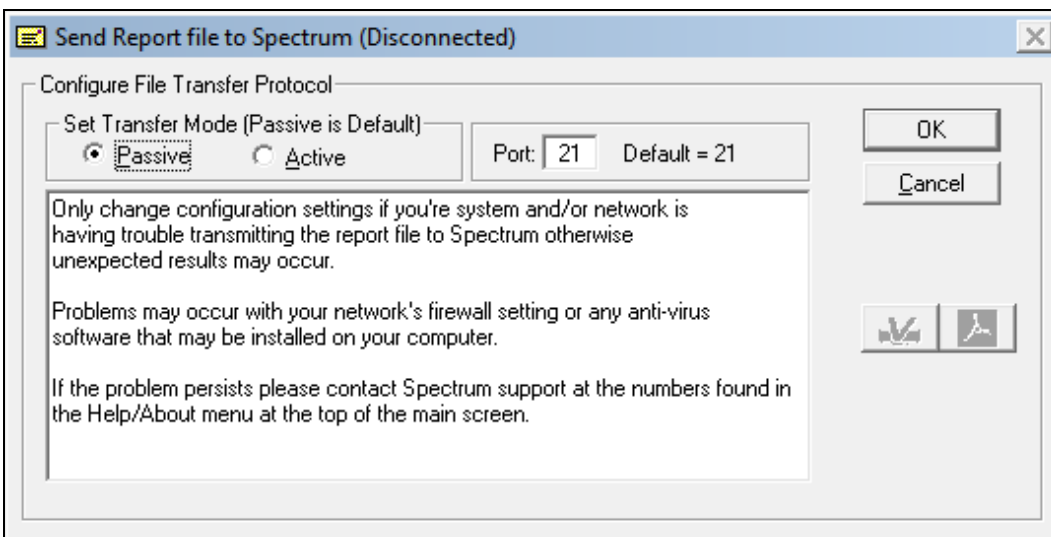 Send Report file to Spectrum (Disconnected)
Configure File Transfer Protocol
Set Transfer Mode (Passive is Default)
Passive Active
Port: 21 Default = 21
OK
Cancel
Only change configuration settings if you're system and/or network is
having trouble transmitting the report file to Spectrum otherwise
unexpected results may occur.
Problems may occur with your network's firewall setting or any anti-virus
software that may be installed on your computer.
If the problem persists please contact Spectrum support at the numbers found in
the Help/About menu at the top of the main screen.